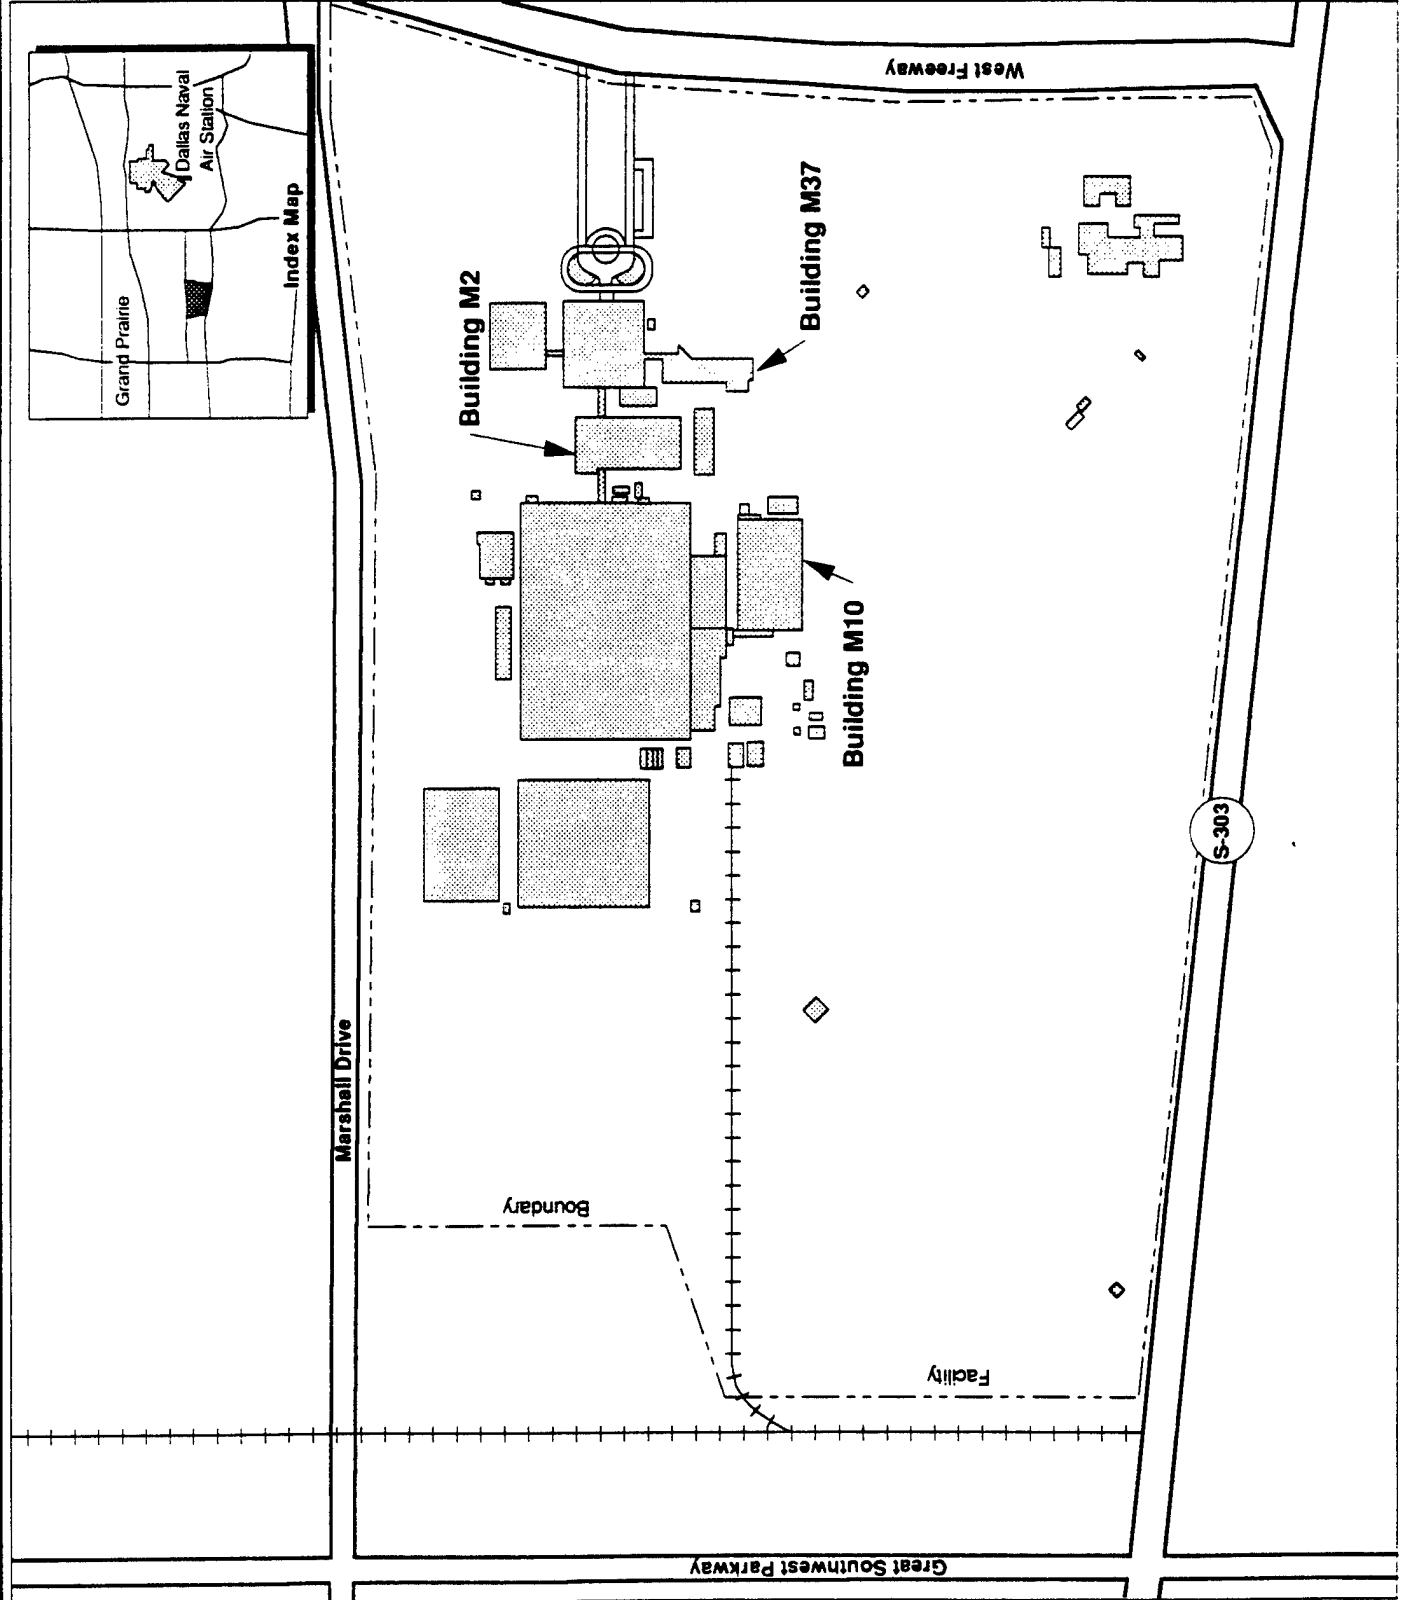 Grand Prairie
Dallas Naval
Air Station
Index Map
West Freeway
Building M2
Building M37
Building M10
Marshall Drive
Boundary
Facility
S-303
Great Southwest Parkway